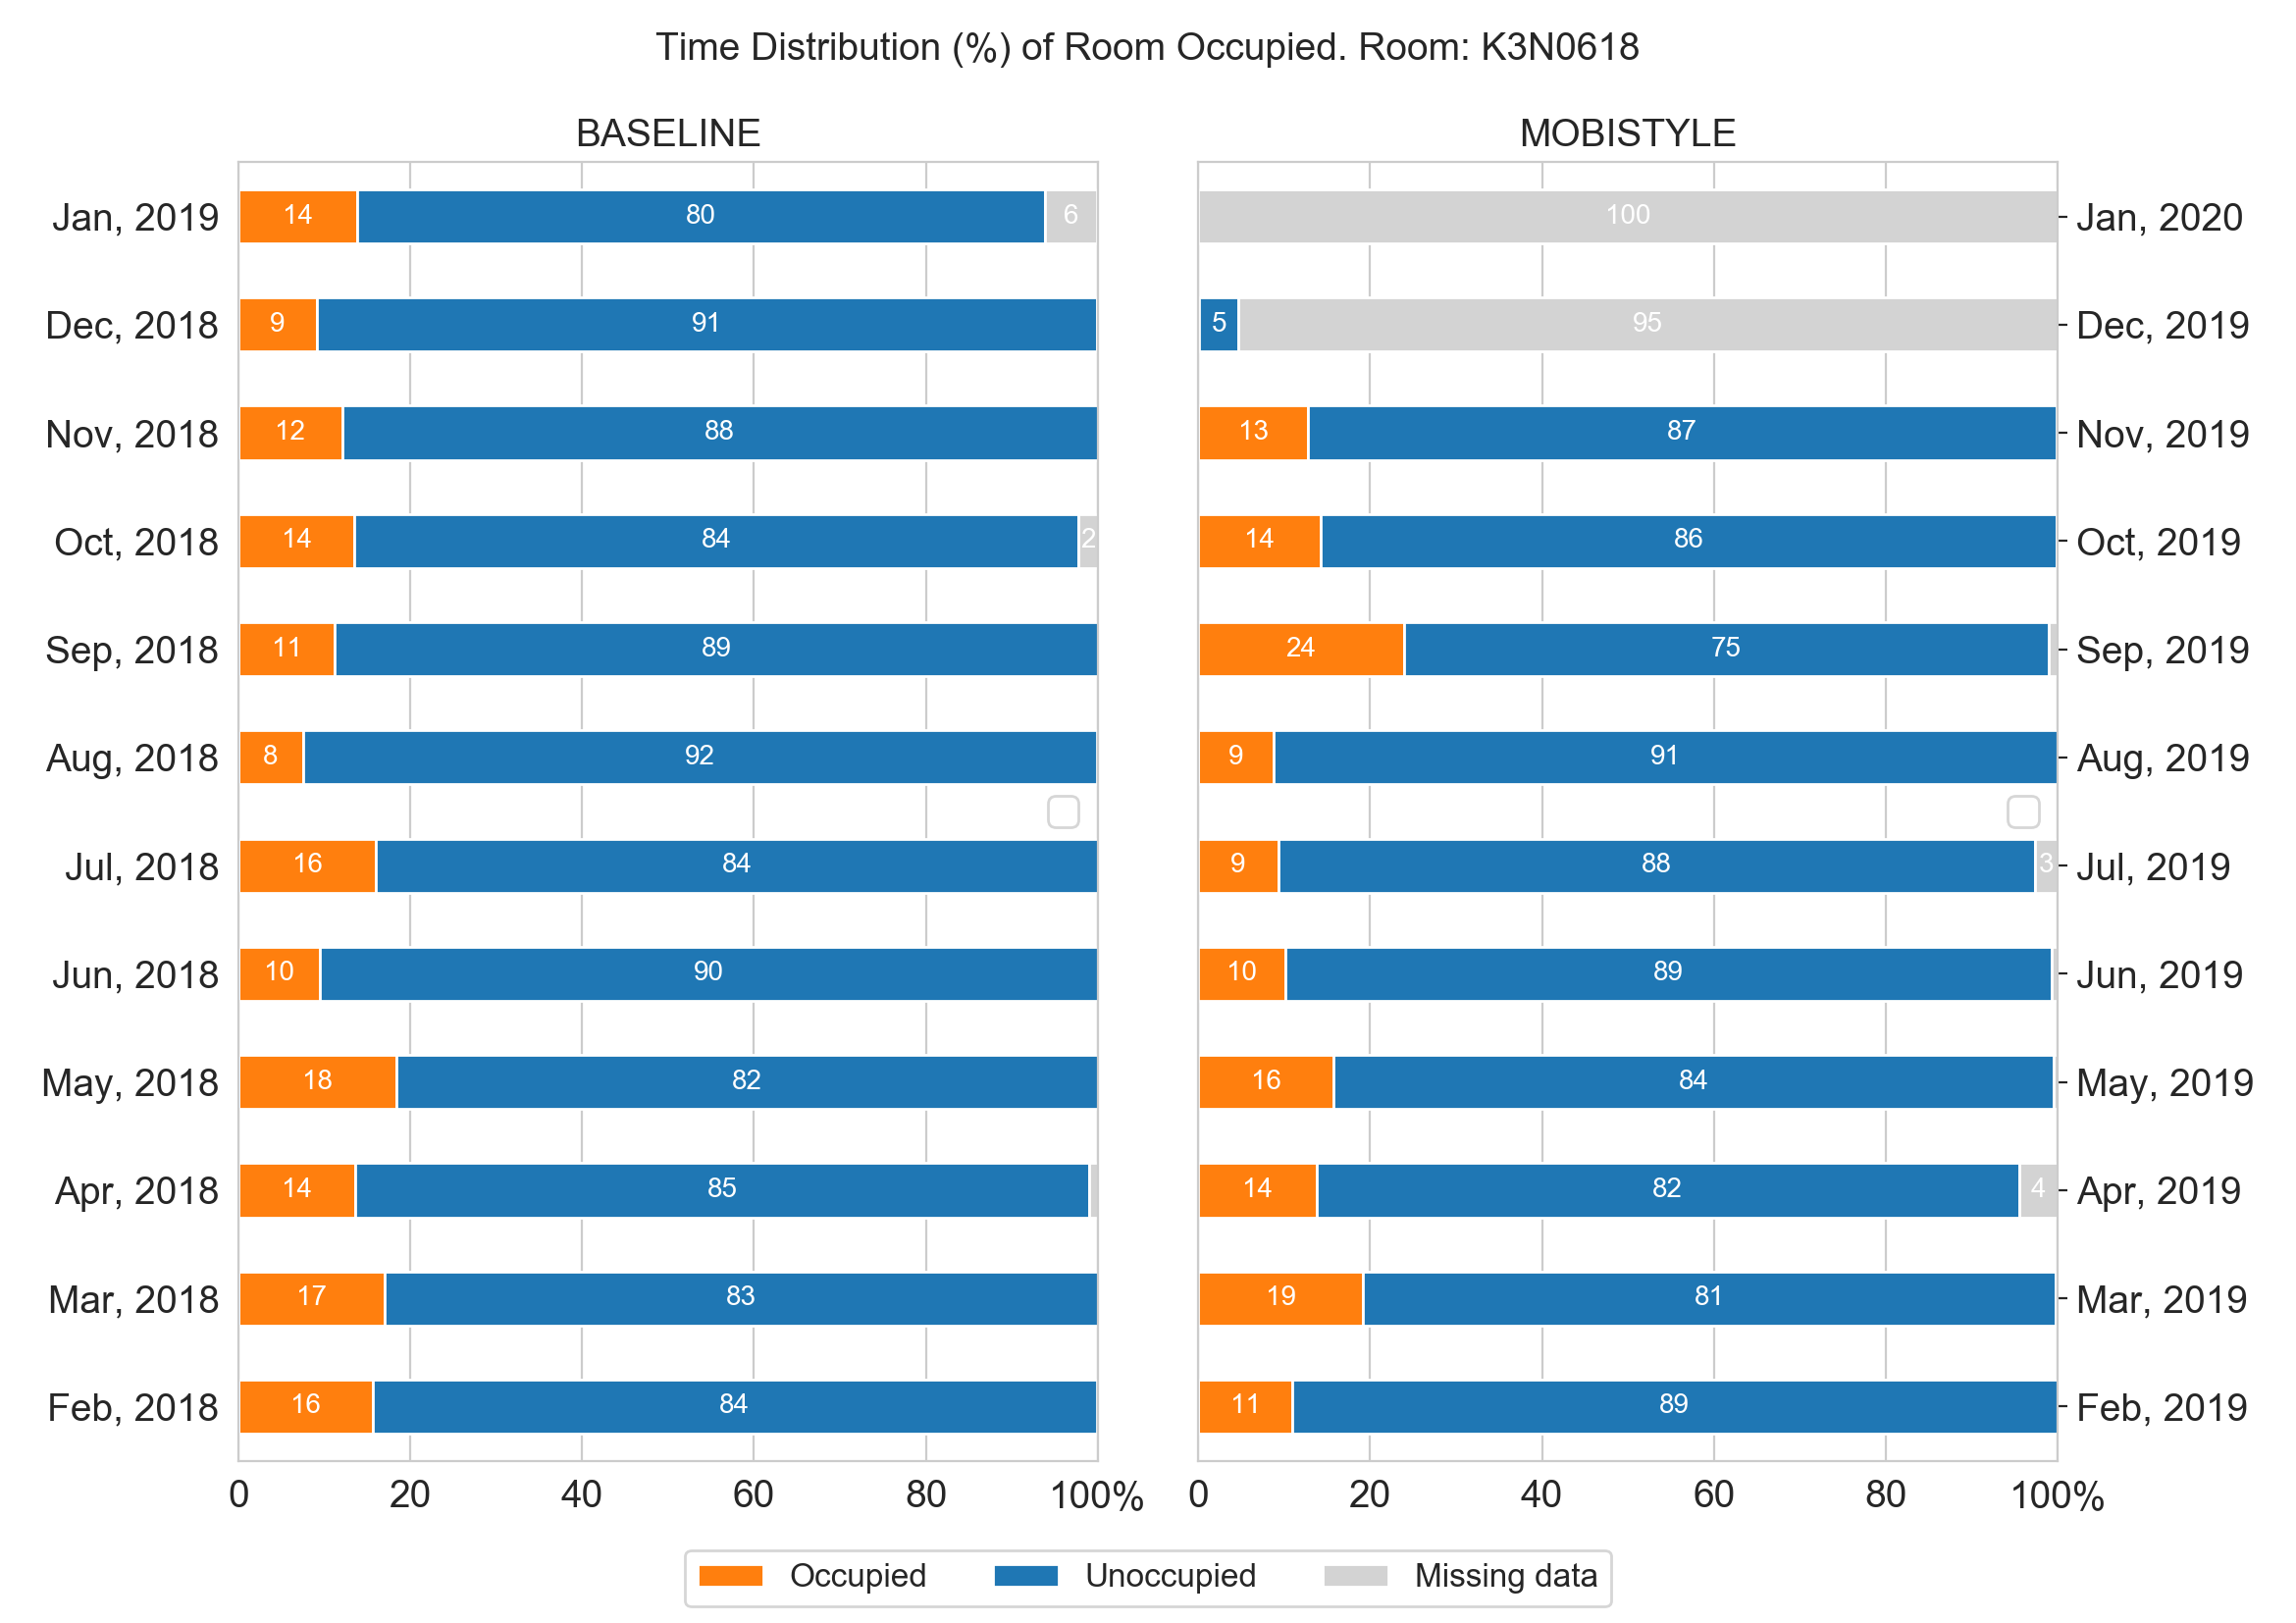 Time Distribution (%) of Room Occupied. Room: K3N0618
BASELINE
MOBISTYLE
Jan, 2019 14 80 6 100 Jan, 2020
Dec, 2018 9 91 5 95 Dec, 2019
Nov, 2018 12 88 13 87 Nov, 2019
Oct, 2018 14 84 2 14 86 Oct, 2019
Sep, 2018 11 89 24 75 Sep, 2019
Aug, 2018 8 92 9 91 Aug, 2019
Jul, 2018 16 84 9 88 3 Jul, 2019
Jun, 2018 10 90 10 89 Jun, 2019
May, 2018 18 82 16 84 May, 2019
Apr, 2018 14 85 14 82 4 Apr, 2019
Mar, 2018 17 83 19 81 Mar, 2019
Feb, 2018 16 84 11 89 Feb, 2019
0 20 40 60 80 100% 0 20 40 60 80 100%
Occupied Unoccupied Missing data